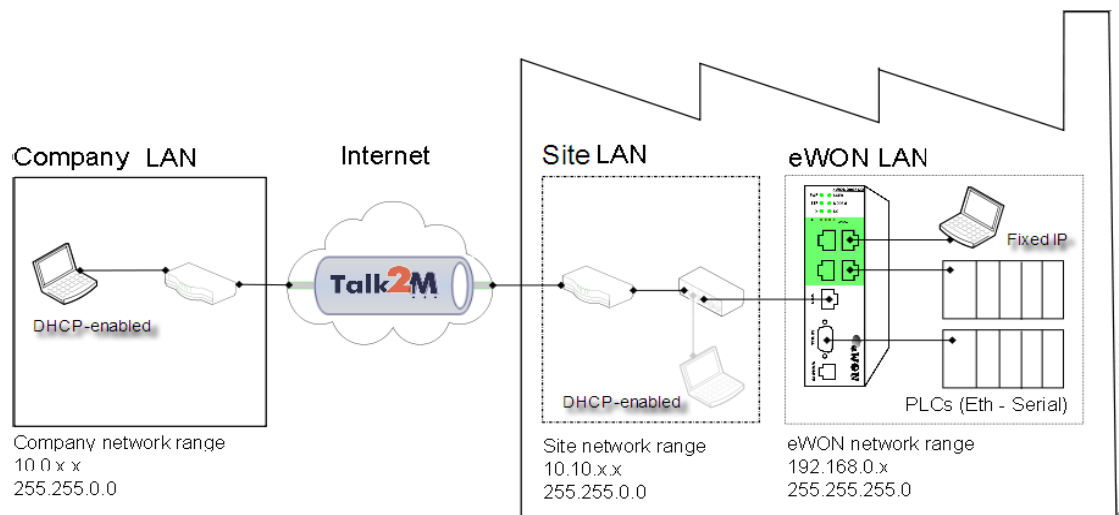 Company LAN
Internet
Site LAN
eWON LAN
Talk2M
DHCP-enabled
DHCP-enabled
Fixed IP
eWON
PLCs (Eth - Serial)
Company network range
10.0.x.x
255.255.0.0
Site network range
10.10.x.x
255.255.0.0
eWON network range
192.168.0.x
255.255.255.0